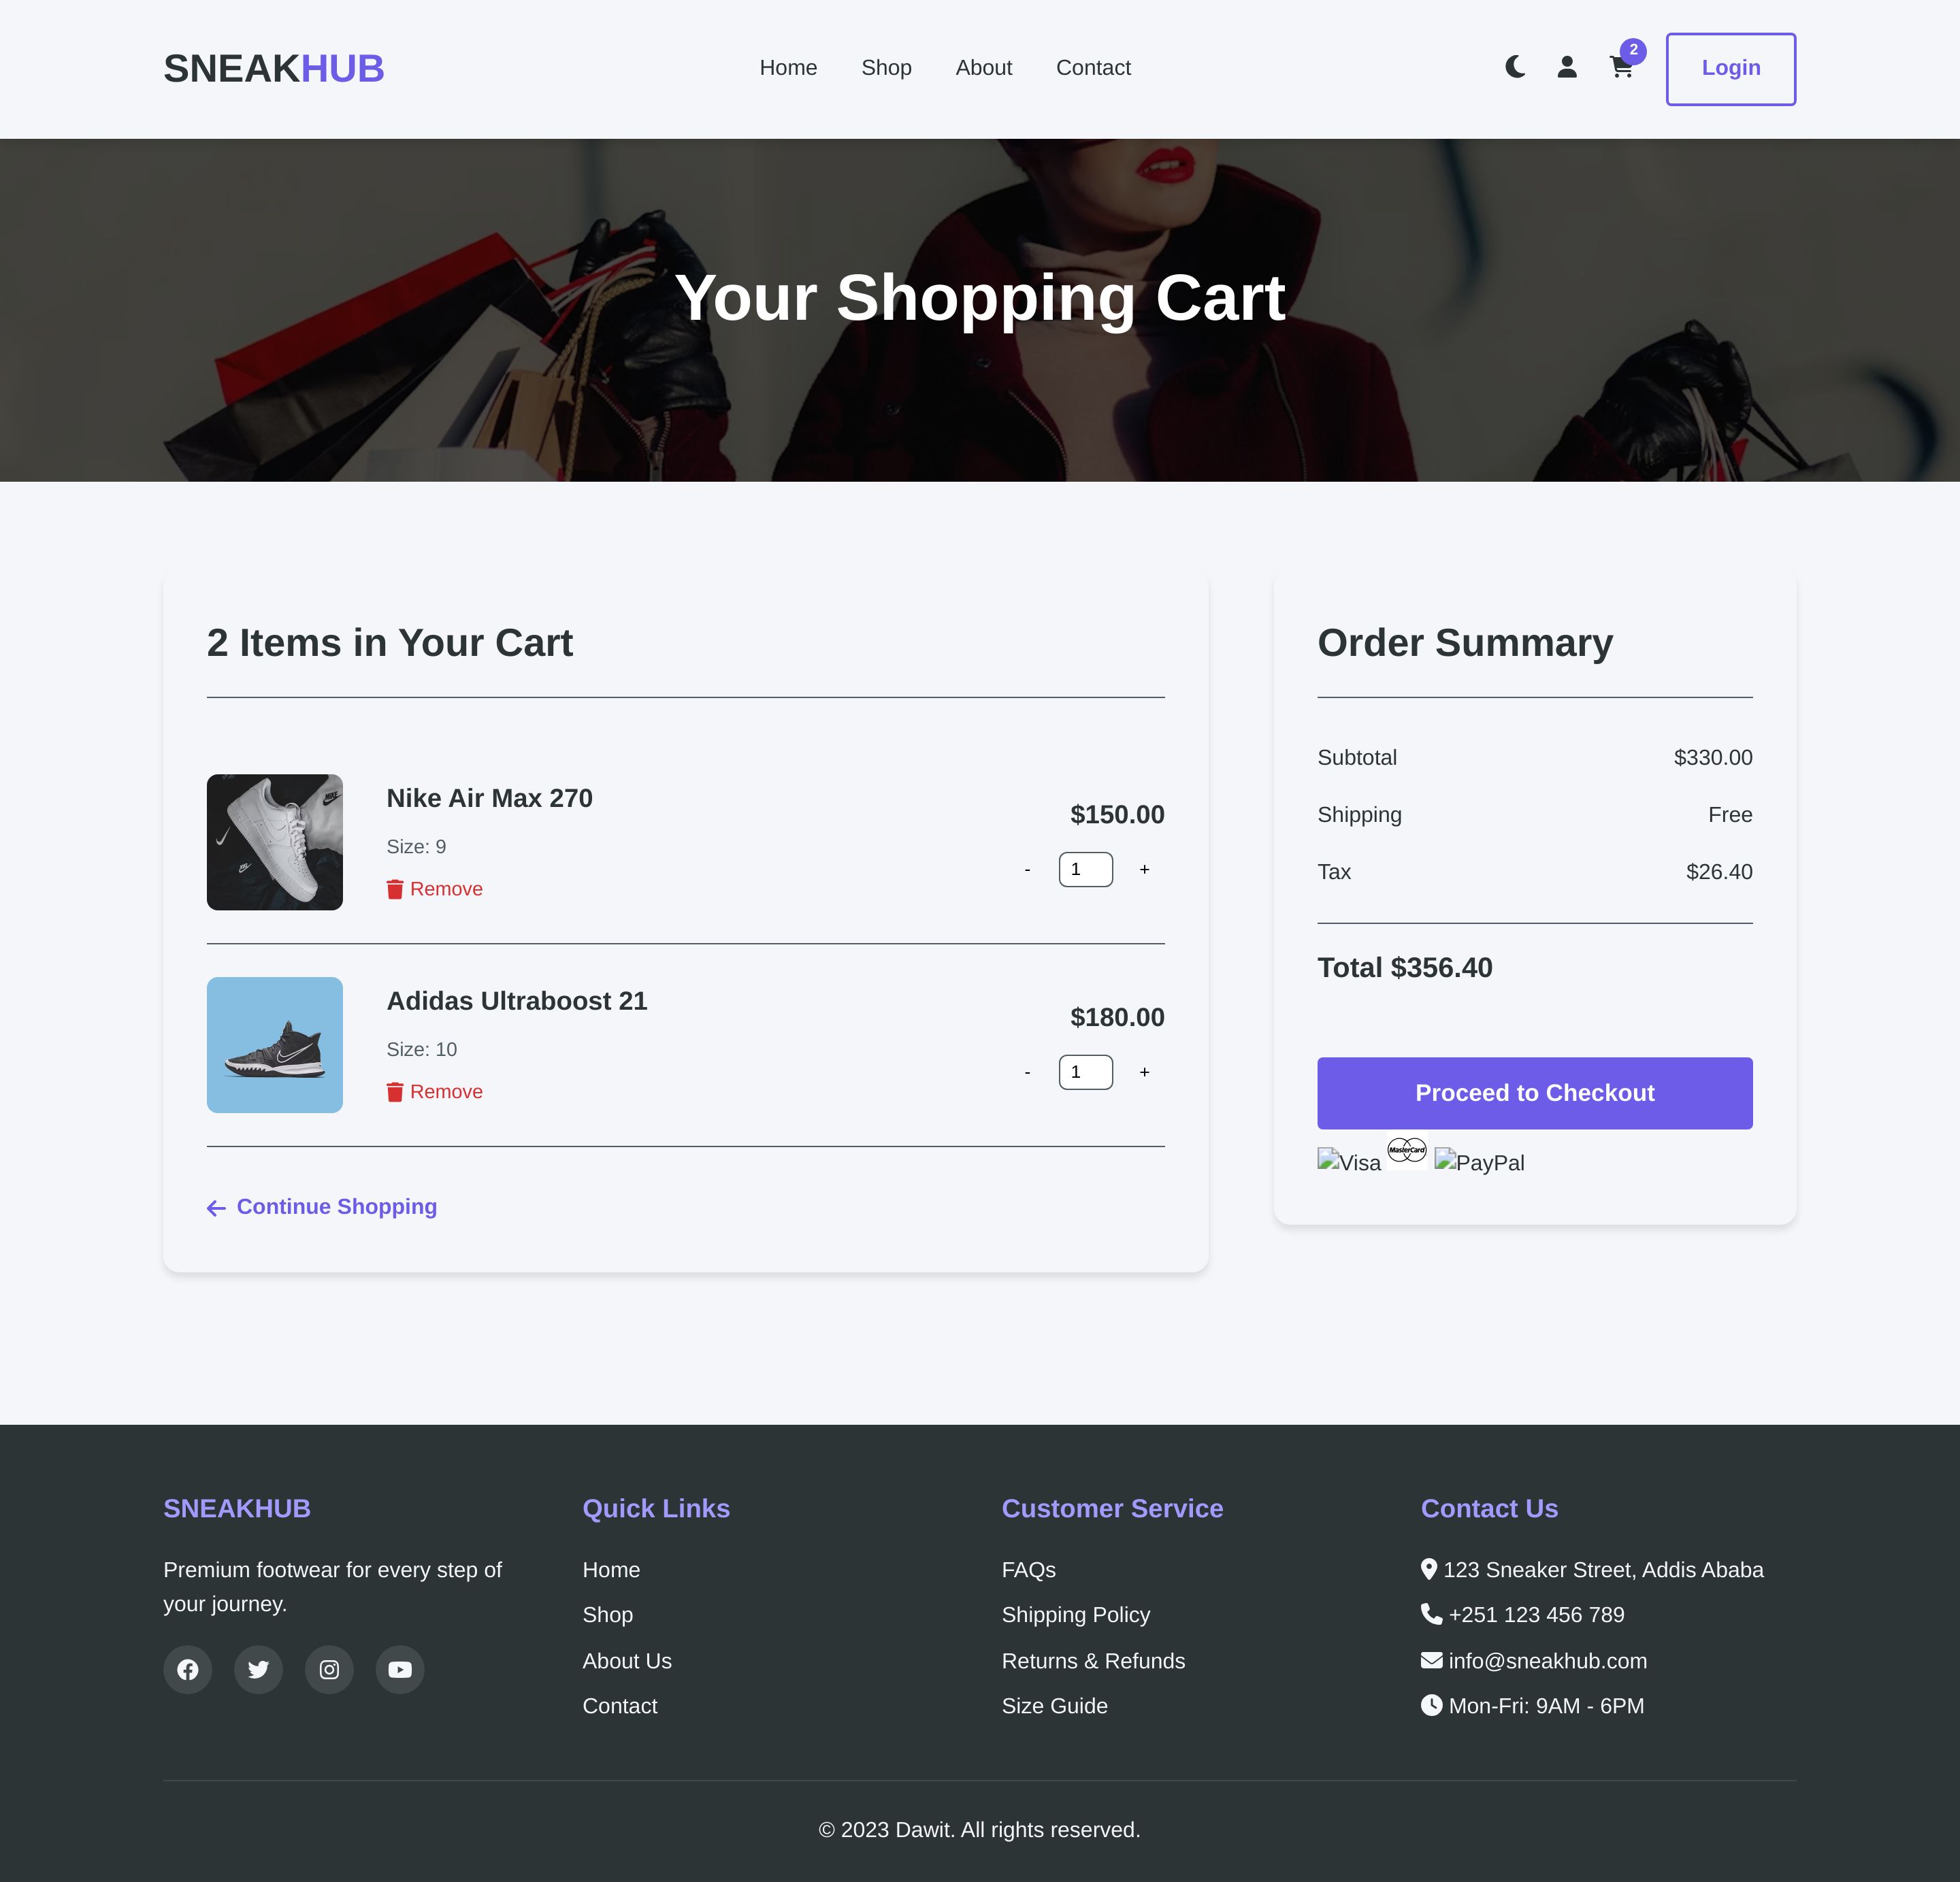 SNEAKHUB
Home
Shop
About
Contact
2
Login
Your Shopping Cart
2 Items in Your Cart
NIKE
Nike Air Max 270
Size: 9
Remove
$150.00
- 1 +
Adidas Ultraboost 21
Size: 10
Remove
$180.00
- 1 +
Continue Shopping
Order Summary
Subtotal $330.00
Shipping Free
Tax $26.40
Total $356.40
Proceed to Checkout
Visa MasterCard PayPal
SNEAKHUB
Premium footwear for every step of
your journey.
Quick Links
Home
Shop
About Us
Contact
Customer Service
FAQs
Shipping Policy
Returns & Refunds
Size Guide
Contact Us
123 Sneaker Street, Addis Ababa
+251 123 456 789
info@sneakhub.com
Mon-Fri: 9AM - 6PM
© 2023 Dawit. All rights reserved.